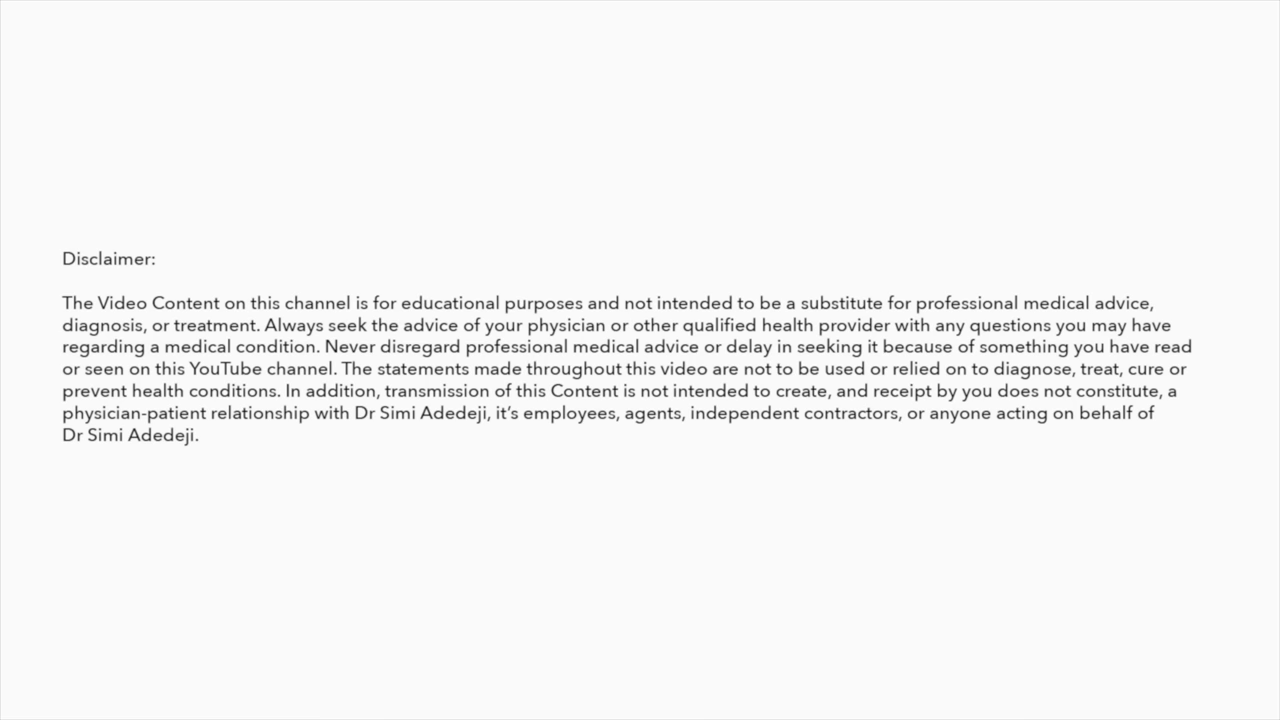 Disclaimer:
The Video Content on this channel is for educational purposes and not intended to be a substitute for professional medical advice,
diagnosis, or treatment. Always seek the advice of your physician or other qualified health provider with any questions you may have
regarding a medical condition. Never disregard professional medical advice or delay in seeking it because of something you have read
or seen on this YouTube channel. The statements made throughout this video are not to be used or relied on to diagnose, treat, cure or
prevent health conditions. In addition, transmission of this Content is not intended to create, and receipt by you does not constitute, a
physician-patient relationship with Dr Simi Adedeji, it’s employees, agents, independent contractors, or anyone acting on behalf of
Dr Simi Adedeji.